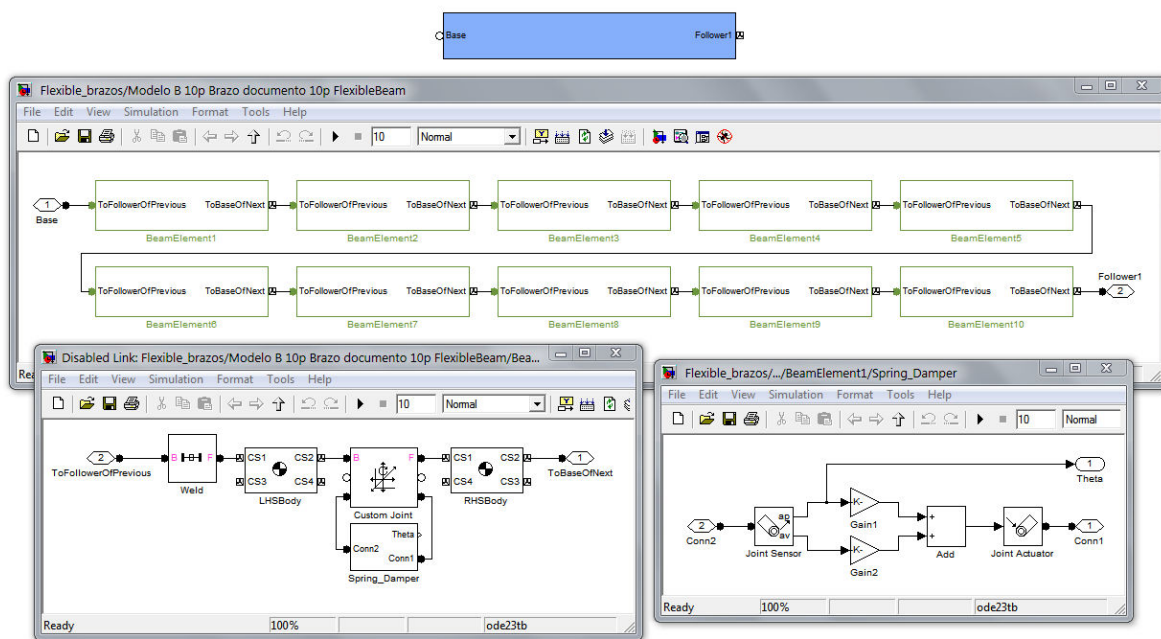 Base Follower1
Flexible_brazos/Modelo B 10p Brazo documento 10p FlexibleBeam
File Edit View Simulation Format Tools Help
10 Normal
1 ToFollowerOfPrevious ToBaseOfNext ToFollowerOfPrevious ToBaseOfNext ToFollowerOfPrevious ToBaseOfNext ToFollowerOfPrevious ToBaseOfNext ToFollowerOfPrevious ToBaseOfNext
Base
BeamElement1 BeamElement2 BeamElement3 BeamElement4 BeamElement5
Follower1
ToFollowerOfPrevious ToBaseOfNext ToFollowerOfPrevious ToBaseOfNext ToFollowerOfPrevious ToBaseOfNext ToFollowerOfPrevious ToBaseOfNext ToFollowerOfPrevious ToBaseOfNext 2
BeamElement6 BeamElement7 BeamElement8 BeamElement9 BeamElement10
Rea
Disabled Link: Flexible_brazos/Modelo B 10p Brazo documento 10p FlexibleBeam/Bea...
File Edit View Simulation Format Tools Help
10 Normal
2 B F CS1 CS2 B F CS1 CS2 1
ToFollowerOfPrevious CS3 CS4 CS4 CS3 ToBaseOfNext
Weld LHSBody Custom Joint RHSBody
Theta
Conn2 Conn1
Spring_Damper
Ready 100% ode23tb
Flexible_brazos/.../BeamElement1/Spring_Damper
File Edit View Simulation Format Tools Help
10 Normal
1
Theta
-K-
ap
Gain1
2 + 1
av +
Conn2 Joint Sensor -K- Add Joint Actuator Conn1
Gain2
Ready 100% ode23tb